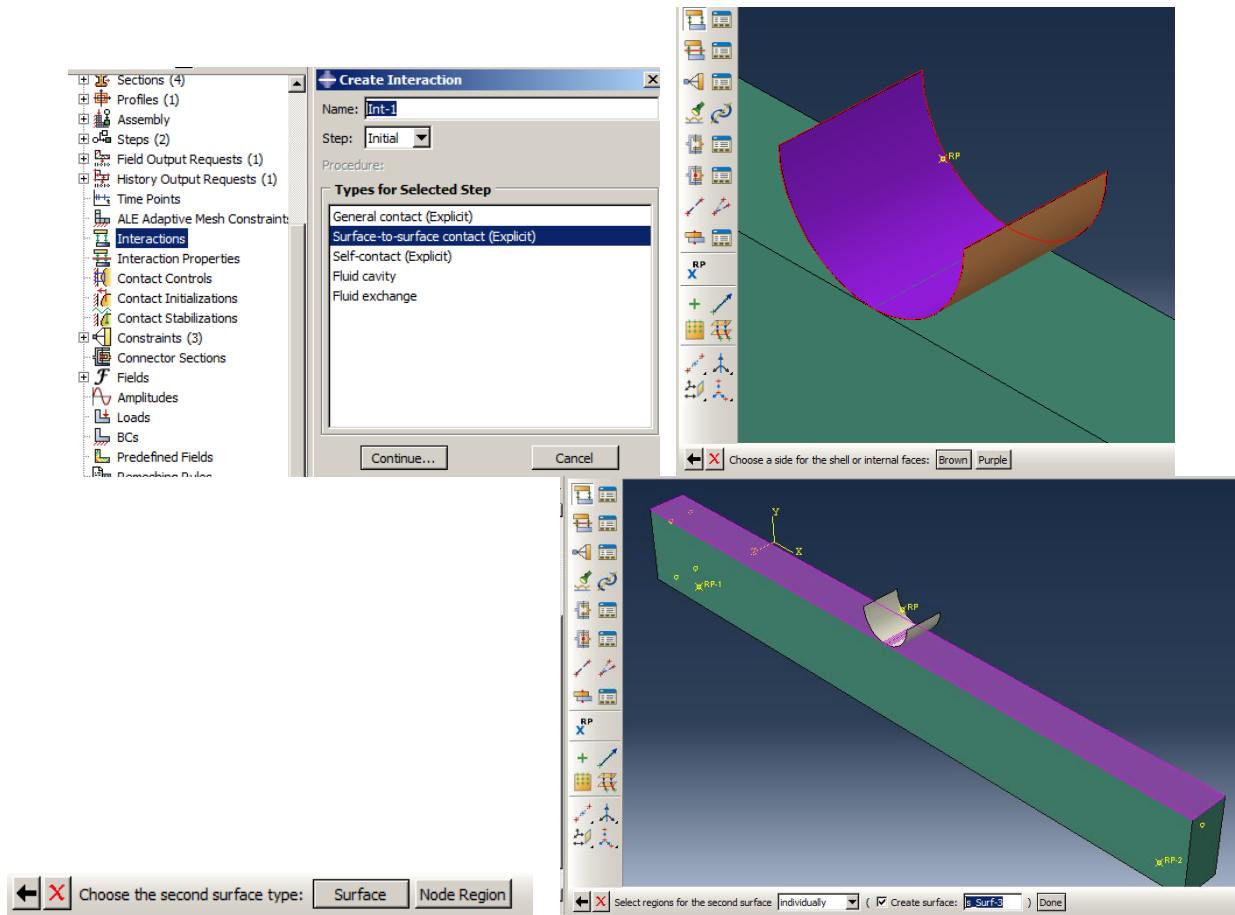 Sections (4)
Profiles (1)
Assembly
Steps (2)
Field Output Requests (1)
History Output Requests (1)
Time Points
ALE Adaptive Mesh Constraints
Interactions
Interaction Properties
Contact Controls
Contact Initializations
Contact Stabilizations
Constraints (3)
Connector Sections
Fields
Amplitudes
Loads
BCs
Predefined Fields
Remeshing Rules
Create Interaction
Name: Int-1
Step: Initial
Procedure:
Types for Selected Step
General contact (Explicit)
Surface-to-surface contact (Explicit)
Self-contact (Explicit)
Fluid cavity
Fluid exchange
Continue... Cancel
RP
RP
Choose a side for the shell or internal faces: Brown Purple
Choose the second surface type: Surface Node Region
RP
Y
Z X
RP-1
RP
RP-2
Select regions for the second surface individually ( Create surface: s_Surf-3 ) Done